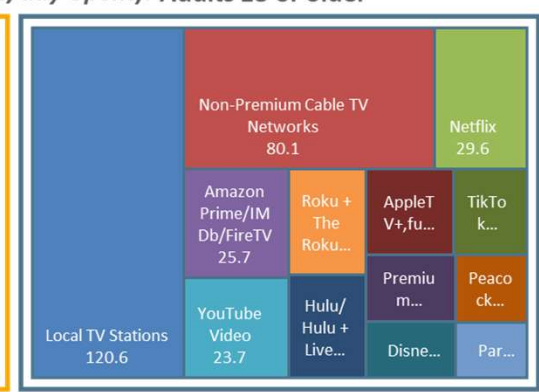 Adults 25 or Older
Non-Premium Cable TV
Networks
80.1
Netflix
29.6
Amazon
Prime/IM
Db/FireTV
25.7
Roku +
The
Roku...
AppleT
V+,fu...
TikTo
k...
Premiu
m...
Peaco
ck...
Local TV Stations
120.6
YouTube
Video
23.7
Hulu/
Hulu +
Live...
Disne...
Par...